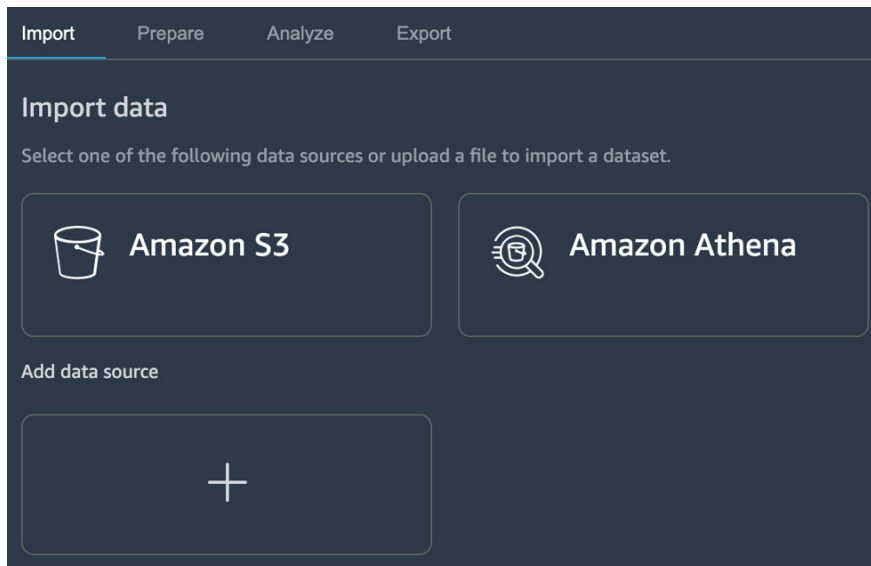 Import Prepare Analyze Export
Import data
Select one of the following data sources or upload a file to import a dataset.
Amazon S3 Amazon Athena
Add data source